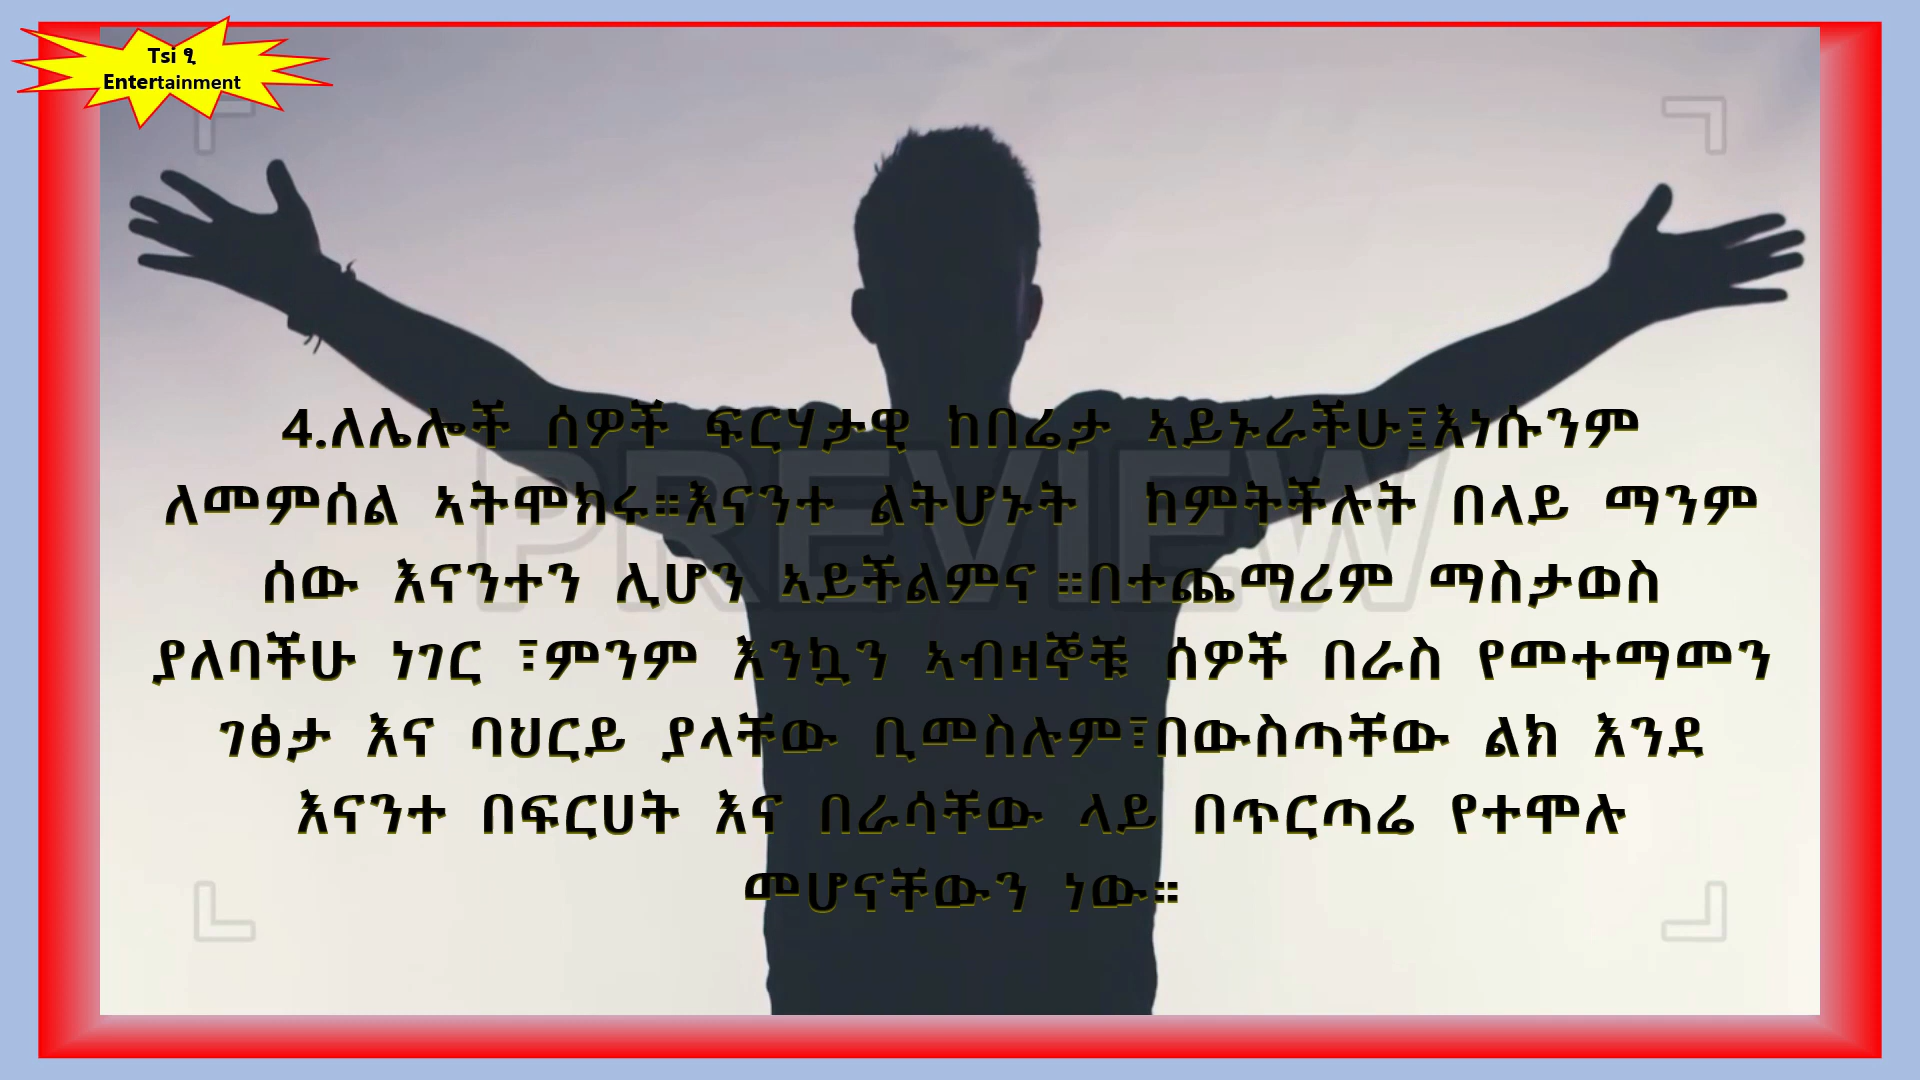 Tsi ፂ
Entertainment
4.ለሌሎች ሰዎች ፍርሃታዊ ከበሬታ ኣይኑራችሁ፤እነሱንም
ለመምሰል ኣትሞክሩ።እናንተ ልትሆኑት ከምትችሉት በላይ ማንም
ሰው እናንተን ሊሆን ኣይችልምና ።በተጨማሪም ማስታወስ
ያለባችሁ ነገር ፣ምንም እንኳን ኣብዛኞቹ ሰዎች በራስ የመተማመን
ገፅታ እና ባህርይ ያላቸው ቢመስሉም፣በውስጣቸው ልክ እንደ
እናንተ በፍርሀት እና በራሳቸው ላይ በጥርጣሬ የተሞሉ
መሆናቸውን ነው።
PREVIEW